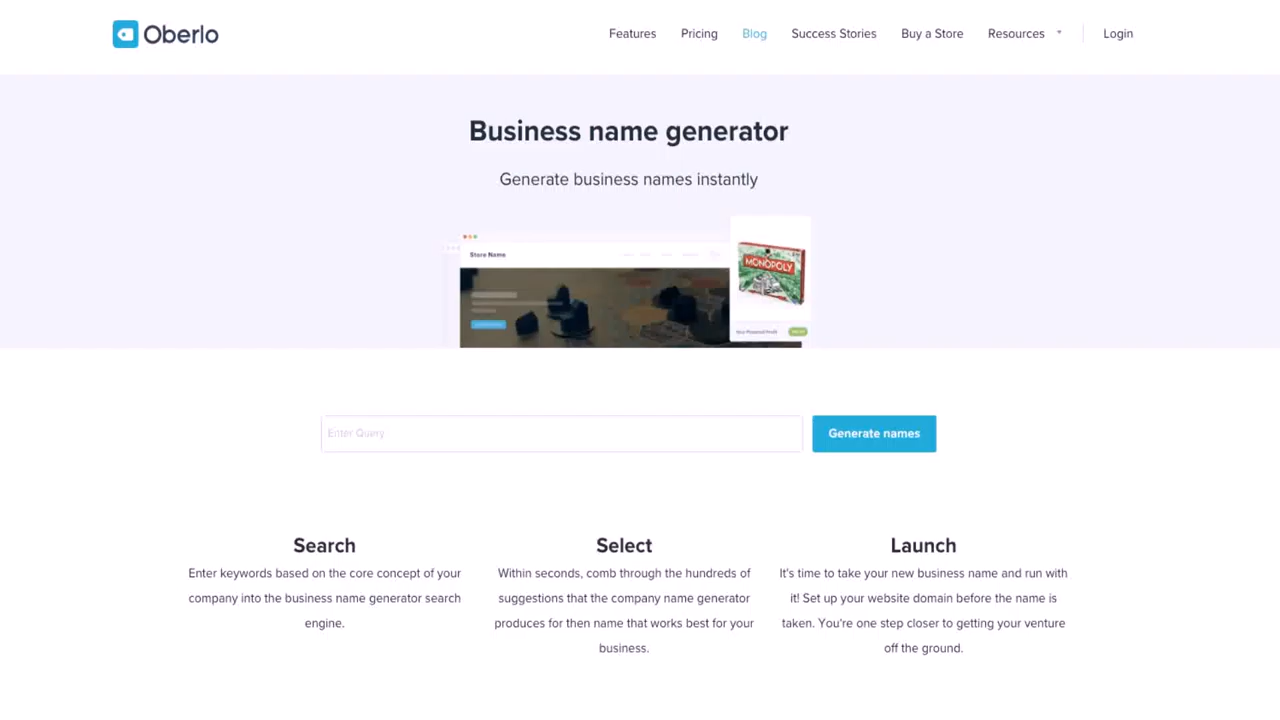 Oberlo
Features Pricing Blog Success Stories Buy a Store Resources Login
Business name generator
Generate business names instantly
Store Name
MONOPOLY
Your Potential Profit
Enter Query
Generate names
Search
Enter keywords based on the core concept of your
company into the business name generator search
engine.
Select
Within seconds, comb through the hundreds of
suggestions that the company name generator
produces for then name that works best for your
business.
Launch
It's time to take your new business name and run with
it! Set up your website domain before the name is
taken. You're one step closer to getting your venture
off the ground.